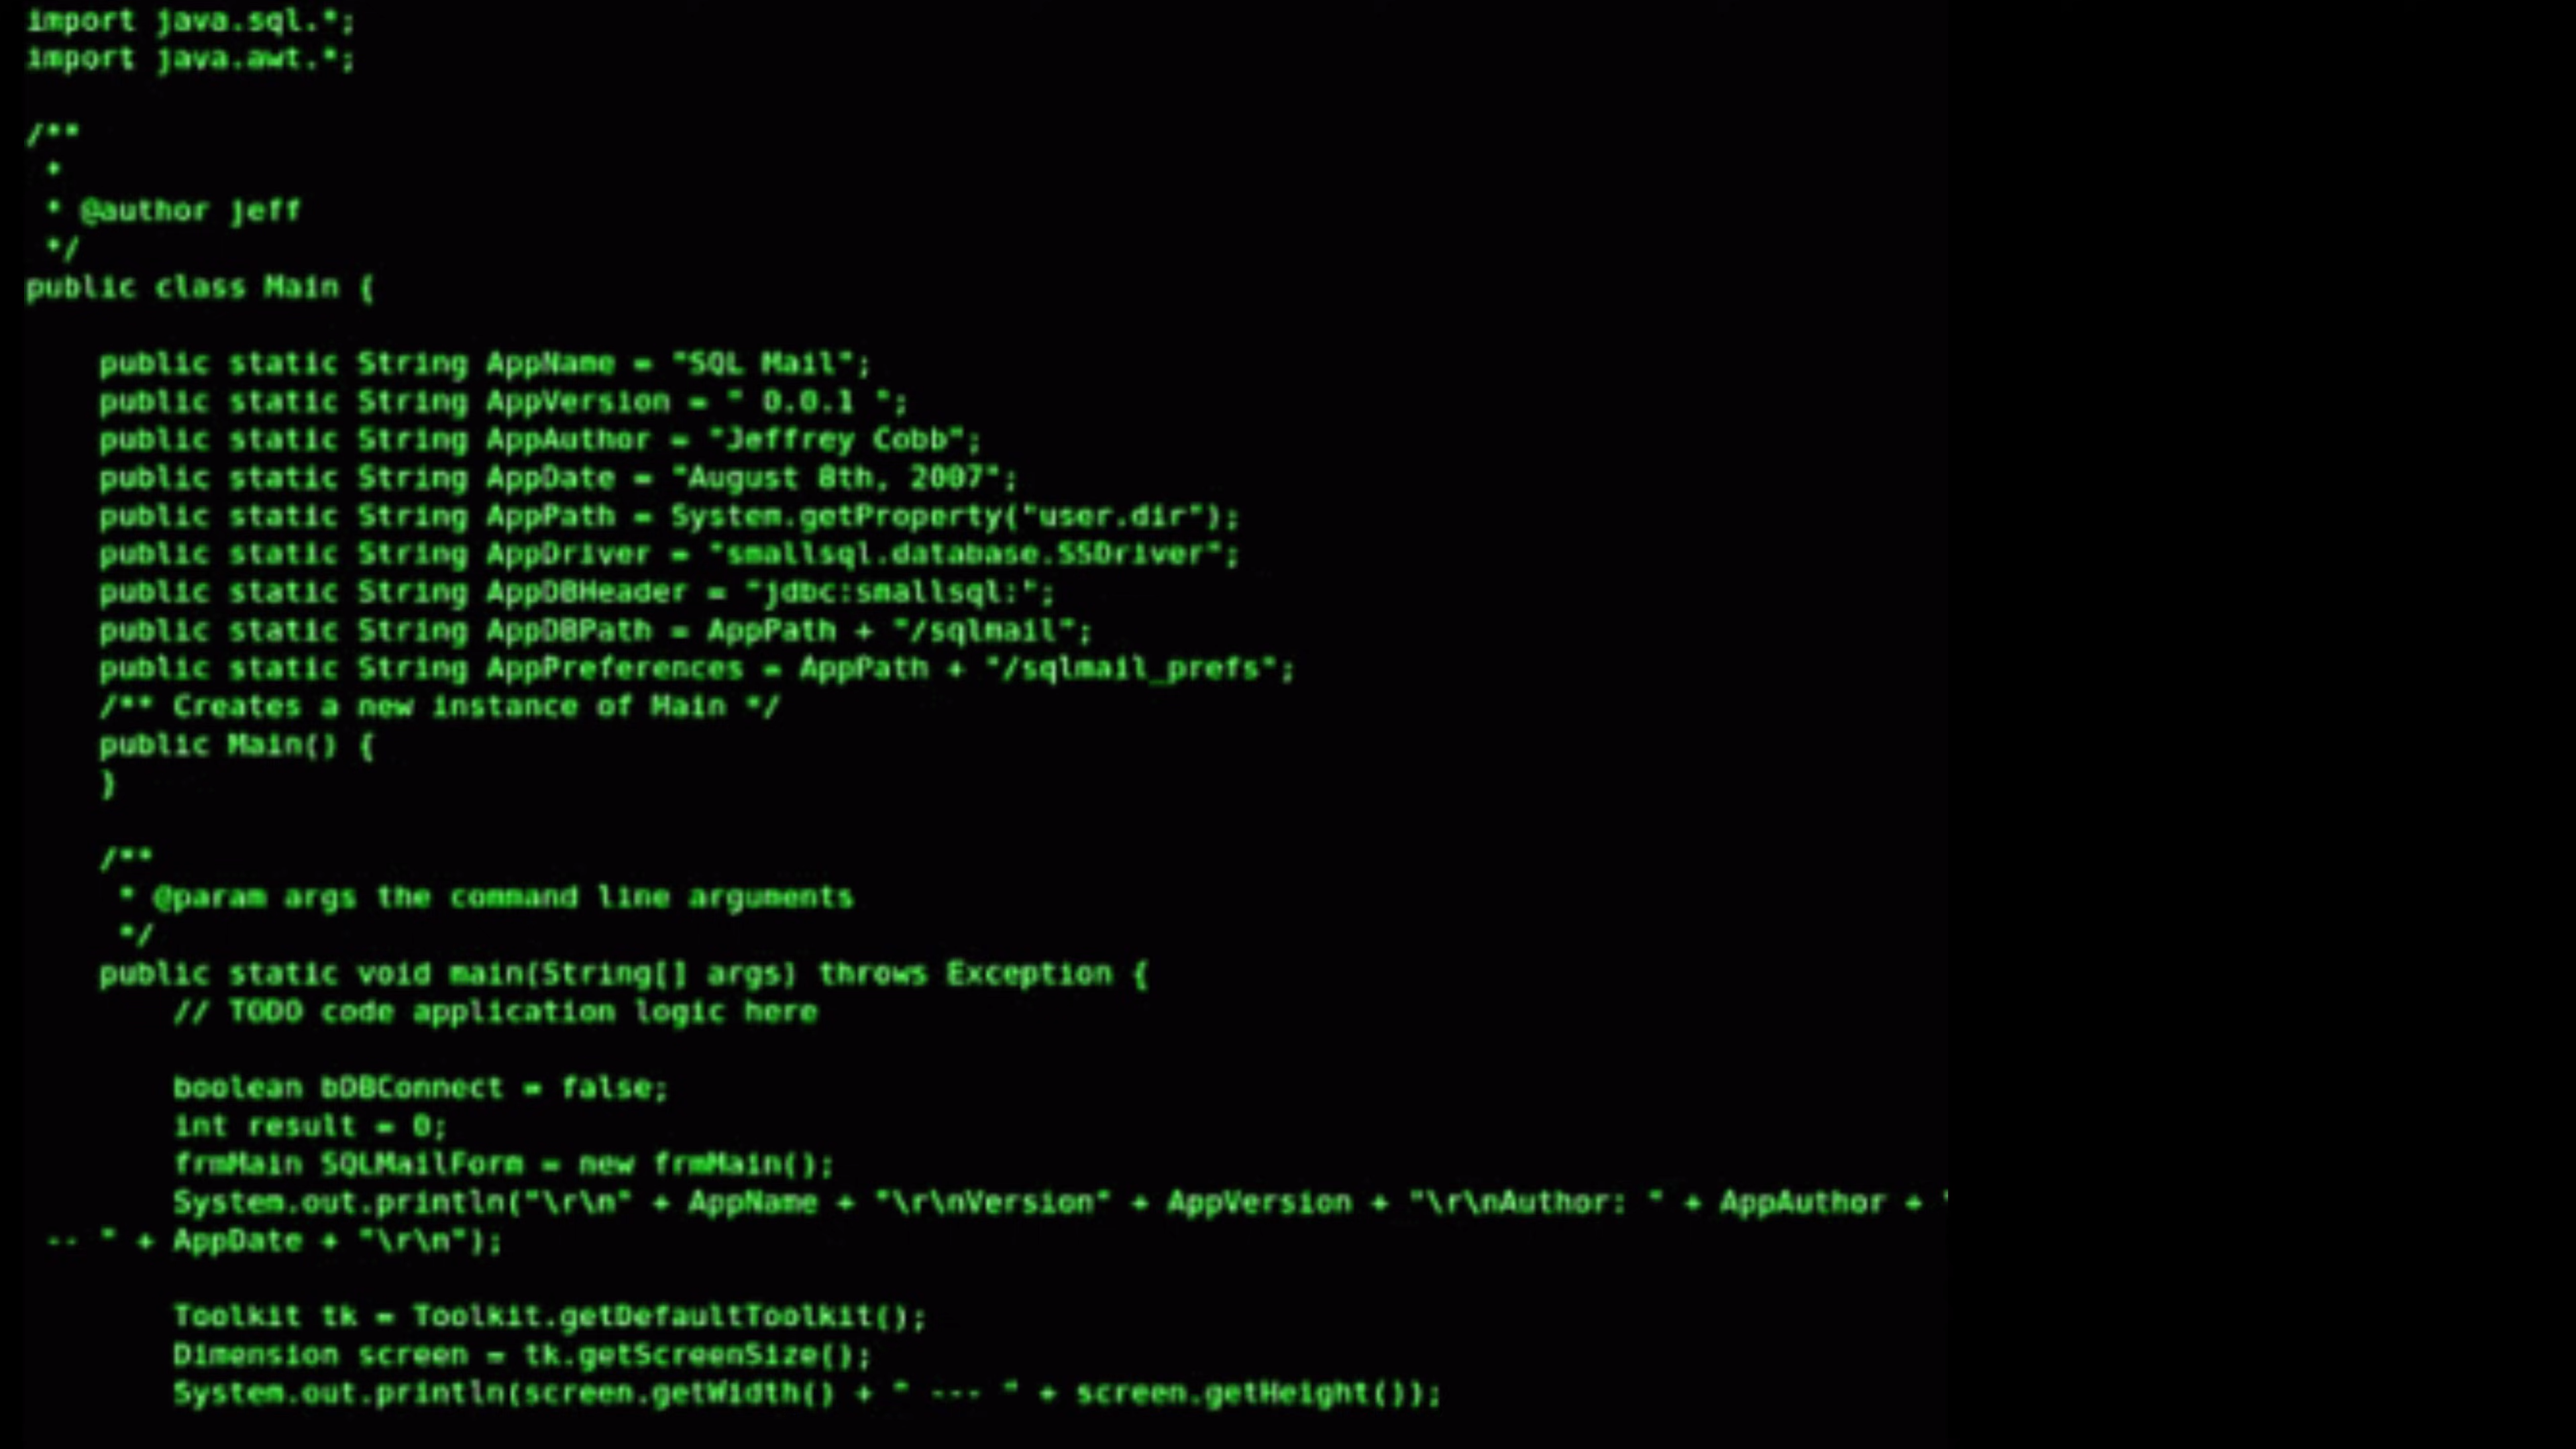 import java.sql.*;
import java.awt.*;
/**
 *
 * @author jeff
 */
public class Main {
    public static String AppName = "SQL Mail";
    public static String AppVersion = " 0.0.1 ";
    public static String AppAuthor = "Jeffrey Cobb";
    public static String AppDate = "August 8th, 2007";
    public static String AppPath = System.getProperty("user.dir");
    public static String AppDriver = "smallsql.database.SSDriver";
    public static String AppDBHeader = "jdbc:smallsql:";
    public static String AppDBPath = AppPath + "/sqlmail";
    public static String AppPreferences = AppPath + "/sqlmail_prefs";
    /** Creates a new instance of Main */
    public Main() {
    }
    /**
     * @param args the command line arguments
     */
    public static void main(String[] args) throws Exception {
        // TODO code application logic here
        boolean bDBConnect = false;
        int result = 0;
        frmMain SQLMailForm = new frmMain();
        System.out.println("\r\n" + AppName + "\r\nVersion" + AppVersion + "\r\nAuthor: " + AppAuthor + "
 -- " + AppDate + "\r\n");
        Toolkit tk = Toolkit.getDefaultToolkit();
        Dimension screen = tk.getScreenSize();
        System.out.println(screen.getWidth() + " --- " + screen.getHeight());